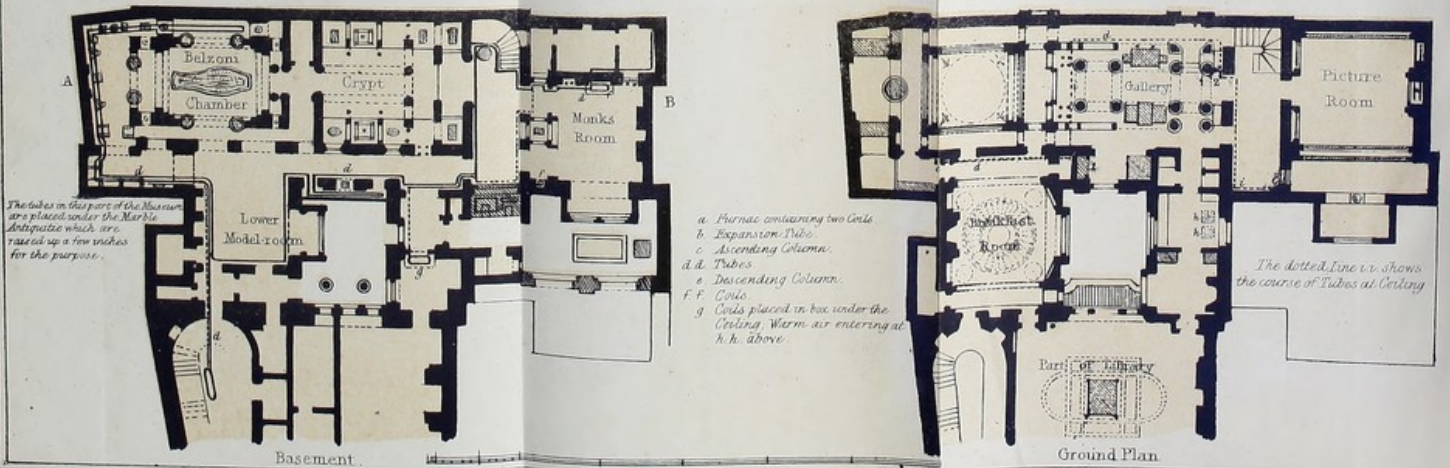 A
Belzoni
Chamber
Crypt
B
Monks
Room
d
d
d
f
The tubes in this part of the Museum
are placed under the Marble
Antiquitie which are
raised up a few inches
for the purpose.
Lower
Model-room
g
d
Basement
a Furnac containing two Coils
b Expansion Tube
c Ascending Column.
d.d. Tubes
e Descending Column.
f. f. Coils
g Coils placed in box under the
Ceiling, Warm air entering at
h.h. above.
d
Gallery
Picture
Room
d
Breakfast
Room
h
h
The dotted line i.i. shows
the course of Tubes at Ceiling
Part of Library
Ground Plan